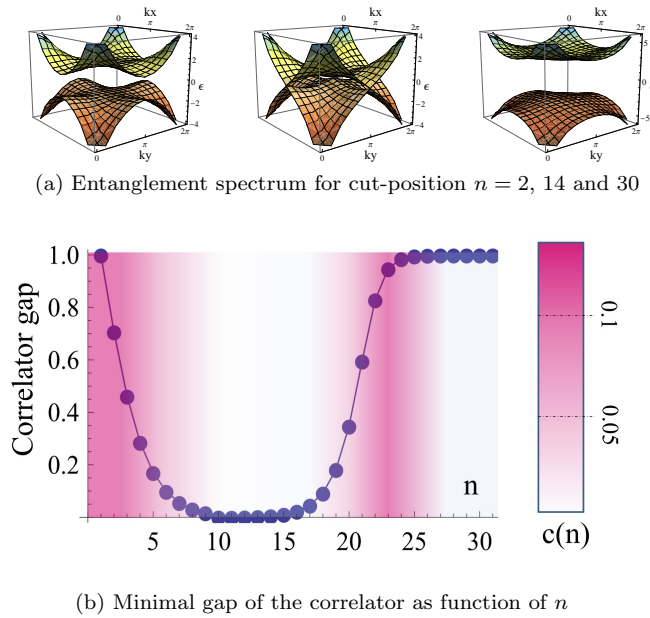 kx kx kx
0 π 2π 0 π 2π 0 π 2π
4 2 0 -2 -4 ϵ
4 2 0 -2 -4 ϵ
5 0 -5 ϵ
0 π 2π 0 π 2π 0 π 2π
ky ky ky
(a) Entanglement spectrum for cut-position n = 2, 14 and 30
Correlator gap
1.0
0.8
0.6
0.4
0.2
5 10 15 20 25 30
n
0.1
0.05
c(n)
(b) Minimal gap of the correlator as function of n